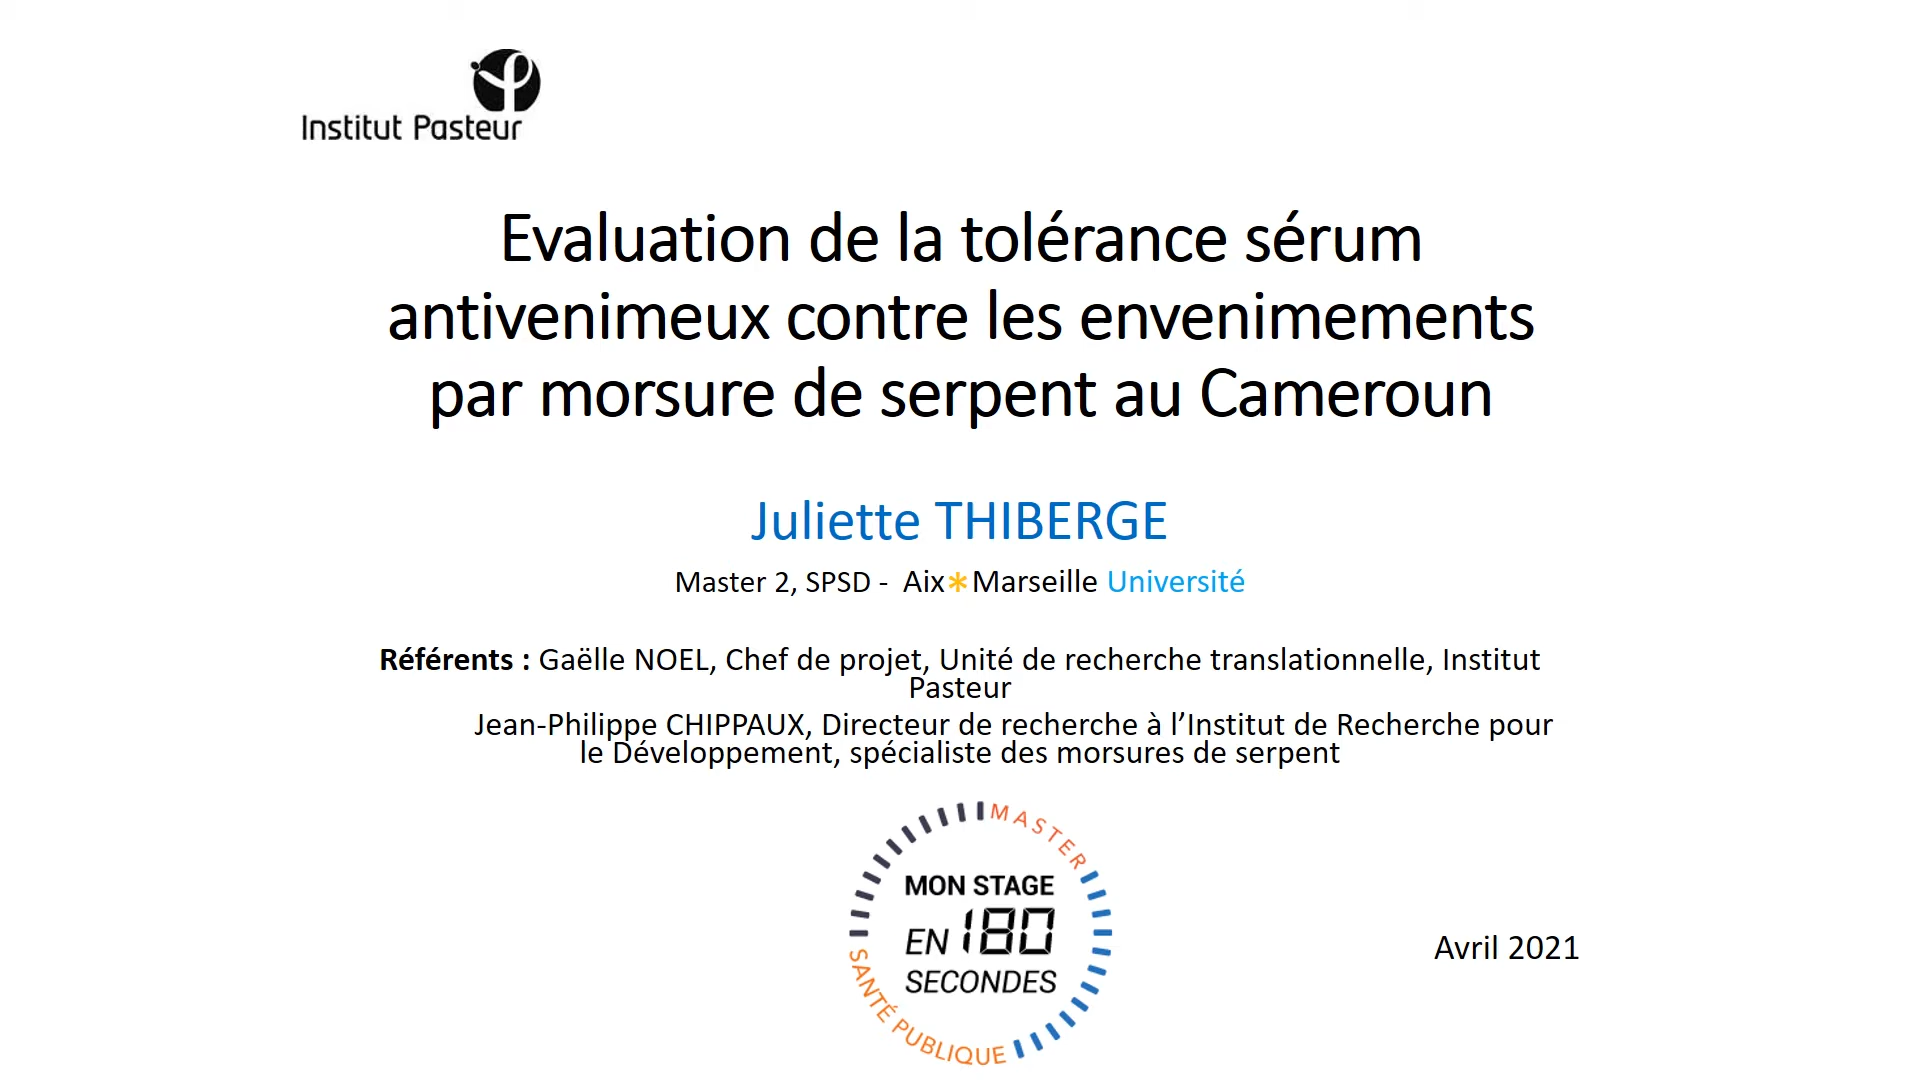 Institut Pasteur
Evaluation de la tolérance sérum
antivenimeux contre les envenimements
par morsure de serpent au Cameroun
Juliette THIBERGE
Master 2, SPSD - Aix*Marseille Université
Référents : Gaëlle NOEL, Chef de projet, Unité de recherche translationnelle, Institut
Pasteur
Jean-Philippe CHIPPAUX, Directeur de recherche à l’Institut de Recherche pour
le Développement, spécialiste des morsures de serpent
MASTER
MON STAGE
EN 180
SECONDES
SANTÉ PUBLIQUE
Avril 2021